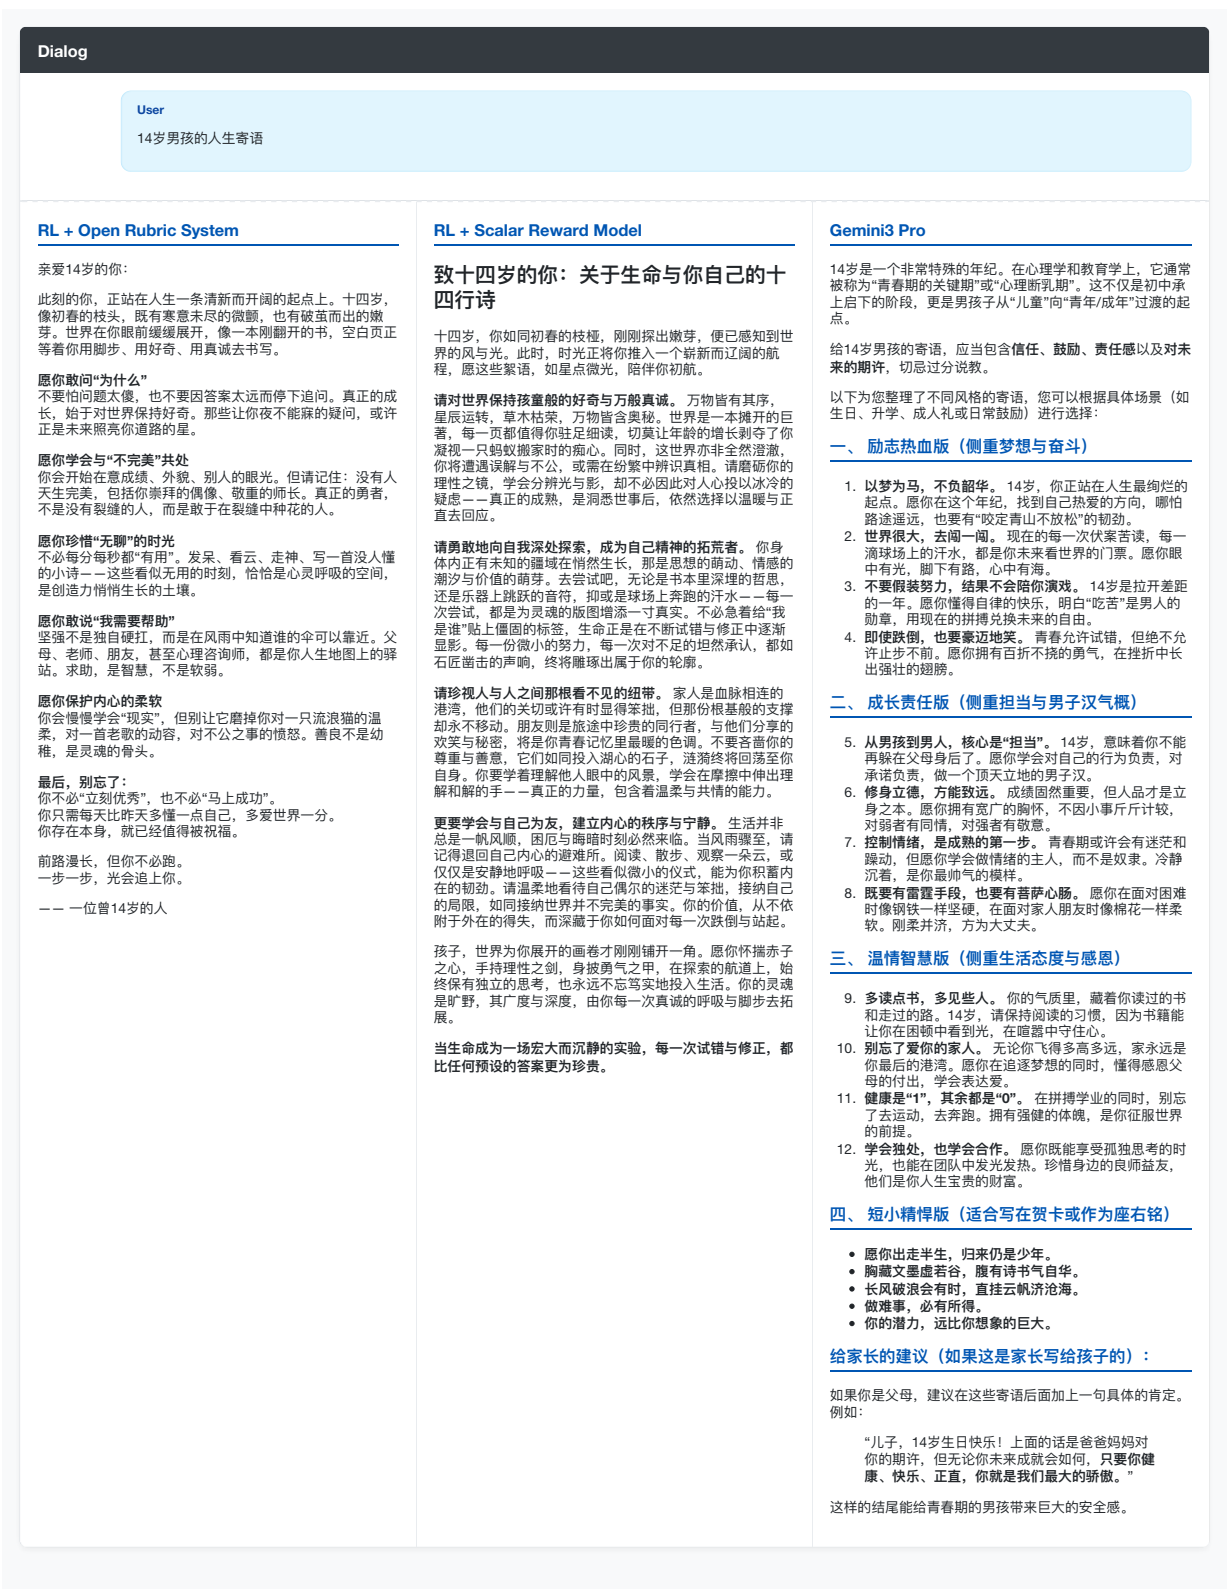 Dialog
User
14岁男孩的人生寄语
RL + Open Rubric System
亲爱14岁的你：
此刻的你，正站在人生一条清新而开阔的起点上。十四岁，
像初春的枝头，既有寒意未尽的微颤，也有破茧而出的嫩
芽。世界在你眼前缓缓展开，像一本刚翻开的书，空白页正
等着你用脚步、用好奇、用真诚去书写。
愿你敢问“为什么”
不要怕问题太傻，也不要因答案太远而停下追问。真正的成
长，始于对世界保持好奇。那些让你夜不能寐的疑问，或许
正是未来照亮你道路的星。
愿你学会与“不完美”共处
你会开始在意成绩、外貌、别人的眼光。但请记住：没有人
天生完美，包括你崇拜的偶像、敬重的师长。真正的勇者，
不是没有裂缝的人，而是敢于在裂缝中种花的人。
愿你珍惜“无聊”的时光
不必每分每秒都“有用”。发呆、看云、走神、写一首没人懂
的小诗——这些看似无用的时刻，恰恰是心灵呼吸的空间，
是创造力悄悄生长的土壤。
愿你敢说“我需要帮助”
坚强不是独自硬扛，而是在风雨中知道谁的伞可以靠近。父
母、老师、朋友，甚至心理咨询师，都是你人生地图上的驿
站。求助，是智慧，不是软弱。
愿你保护内心的柔软
你会慢慢学会“现实”，但别让它磨掉你对一只流浪猫的温
柔，对一首老歌的动容，对不公之事的愤怒。善良不是幼
稚，是灵魂的骨头。
最后，别忘了：
你不必“立刻优秀”，也不必“马上成功”。
你只需每天比昨天多懂一点自己，多爱世界一分。
你存在本身，就已经值得被祝福。
前路漫长，但你不必跑。
一步一步，光会追上你。
—— 一位曾14岁的人
RL + Scalar Reward Model
致十四岁的你：关于生命与你自己的十
四行诗
十四岁，你如同初春的枝桠，刚刚探出嫩芽，便已感知到世
界的风与光。此时，时光正将你推入一个崭新而辽阔的航
程，愿这些絮语，如星点微光，陪伴你初航。
请对世界保持孩童般的好奇与万般真诚。 万物皆有其序，
星辰运转，草木枯荣，万物皆含奥秘。世界是一本摊开的巨
著，每一页都值得你驻足细读，切莫让年龄的增长剥夺了你
凝视一只蚂蚁搬家时的痴心。同时，这世界亦非全然澄澈，
你将遭遇误解与不公，或需在纷繁中辨识真相。请磨砺你的
理性之镜，学会分辨光与影，却不必因此对人心投以冰冷的
疑虑——真正的成熟，是洞悉世事后，依然选择以温暖与正
直去回应。
请勇敢地向自我深处探索，成为自己精神的拓荒者。 你身
体内正有未知的疆域在悄然生长，那是思想的萌动、情感的
潮汐与价值的萌芽。去尝试吧，无论是书本里深埋的哲思，
还是乐器上跳跃的音符，抑或是球场上奔跑的汗水——每一
次尝试，都是为灵魂的版图增添一寸真实。不必急着给“我
是谁”贴上僵固的标签，生命正是在不断试错与修正中逐渐
显影。每一份微小的努力，每一次对不足的坦然承认，都如
石匠凿击的声响，终将雕琢出属于你的轮廓。
请珍视人与人之间那根看不见的纽带。 家人是血脉相连的
港湾，他们的关切或许有时显得笨拙，但那份根基般的支撑
却永不移动。朋友则是旅途中珍贵的同行者，与他们分享的
欢笑与秘密，将是你青春记忆里最暖的色调。不要吝啬你的
尊重与善意，它们如同投入湖心的石子，涟漪终将回荡至你
自身。你要学着理解他人眼中的风景，学会在摩擦中伸出理
解和解的手——真正的力量，包含着温柔与共情的能力。
更要学会与自己为友，建立内心的秩序与宁静。 生活并非
总是一帆风顺，困厄与晦暗时刻必然来临。当风雨骤至，请
记得退回自己内心的避难所。阅读、散步、观察一朵云，或
仅仅是安静地呼吸——这些看似微小的仪式，能为你积蓄内
在的韧劲。请温柔地看待自己偶尔的迷茫与笨拙，接纳自己
的局限，如同接纳世界并不完美的事实。你的价值，从不依
附于外在的得失，而深藏于你如何面对每一次跌倒与站起。
孩子，世界为你展开的画卷才刚刚铺开一角。愿你怀揣赤子
之心，手持理性之剑，身披勇气之甲，在探索的航道上，始
终保有独立的思考，也永远不忘笃实地投入生活。你的灵魂
是旷野，其广度与深度，由你每一次真诚的呼吸与脚步去拓
展。
当生命成为一场宏大而沉静的实验，每一次试错与修正，都
比任何预设的答案更为珍贵。
Gemini3 Pro
14岁是一个非常特殊的年纪。在心理学和教育学上，它通常
被称为“青春期的关键期”或“心理断乳期”。这不仅是初中承
上启下的阶段，更是男孩子从“儿童”向“青年/成年”过渡的起
点。
给14岁男孩的寄语，应当包含信任、鼓励、责任感以及对未
来的期许，切忌过分说教。
以下为您整理了不同风格的寄语，您可以根据具体场景（如
生日、升学、成人礼或日常鼓励）进行选择：
一、 励志热血版（侧重梦想与奋斗）
1. 以梦为马，不负韶华。 14岁，你正站在人生最绚烂的
起点。愿你在这个年纪，找到自己热爱的方向，哪怕
路途遥远，也要有“咬定青山不放松”的韧劲。
2. 世界很大，去闯一闯。 现在的每一次伏案苦读，每一
滴球场上的汗水，都是你未来看世界的门票。愿你眼
中有光，脚下有路，心中有海。
3. 不要假装努力，结果不会陪你演戏。 14岁是拉开差距
的一年。愿你懂得自律的快乐，明白“吃苦”是男人的
勋章，用现在的拼搏兑换未来的自由。
4. 即使跌倒，也要豪迈地笑。 青春允许试错，但绝不允
许止步不前。愿你拥有百折不挠的勇气，在挫折中长
出强壮的翅膀。
二、 成长责任版（侧重担当与男子汉气概）
5. 从男孩到男人，核心是“担当”。 14岁，意味着你不能
再躲在父母身后了。愿你学会对自己的行为负责，对
承诺负责，做一个顶天立地的男子汉。
6. 修身立德，方能致远。 成绩固然重要，但人品才是立
身之本。愿你拥有宽广的胸怀，不因小事斤斤计较，
对弱者有同情，对强者有敬意。
7. 控制情绪，是成熟的第一步。 青春期或许会有迷茫和
躁动，但愿你学会做情绪的主人，而不是奴隶。冷静
沉着，是你最帅气的模样。
8. 既要有雷霆手段，也要有菩萨心肠。 愿你在面对困难
时像钢铁一样坚硬，在面对家人朋友时像棉花一样柔
软。刚柔并济，方为大丈夫。
三、 温情智慧版（侧重生活态度与感恩）
9. 多读点书，多见些人。 你的气质里，藏着你读过的书
和走过的路。14岁，请保持阅读的习惯，因为书籍能
让你在困顿中看到光，在喧嚣中守住心。
10. 别忘了爱你的家人。 无论你飞得多高多远，家永远是
你最后的港湾。愿你在追逐梦想的同时，懂得感恩父
母的付出，学会表达爱。
11. 健康是“1”，其余都是“0”。 在拼搏学业的同时，别忘
了去运动，去奔跑。拥有强健的体魄，是你征服世界
的前提。
12. 学会独处，也学会合作。 愿你既能享受孤独思考的时
光，也能在团队中发光发热。珍惜身边的良师益友，
他们是你人生宝贵的财富。
四、 短小精悍版（适合写在贺卡或作为座右铭）
• 愿你出走半生，归来仍是少年。
• 胸藏文墨虚若谷，腹有诗书气自华。
• 长风破浪会有时，直挂云帆济沧海。
• 做难事，必有所得。
• 你的潜力，远比你想象的巨大。
给家长的建议（如果这是家长写给孩子的）：
如果你是父母，建议在这些寄语后面加上一句具体的肯定。
例如：
“儿子，14岁生日快乐！上面的话是爸爸妈妈对
你的期许，但无论你未来成就会如何，只要你健
康、快乐、正直，你就是我们最大的骄傲。”
这样的结尾能给青春期的男孩带来巨大的安全感。